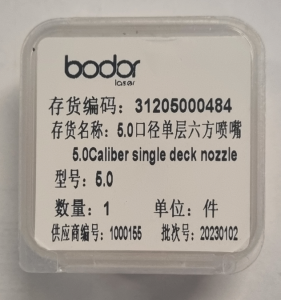 bodor
laser
存货编码：31205000484
存货名称：5.0口径单层六方喷嘴
5.0Caliber single deck nozzle
型号：5.0
数量：1 单位：件
供应商编号：1000155 批次号：20230102